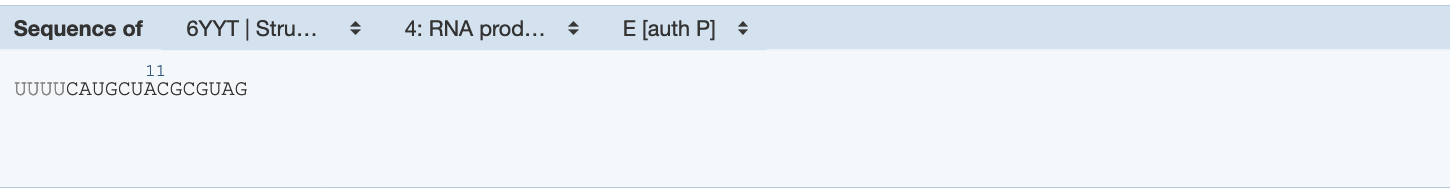 Sequence of 6YYT | Stru... 4: RNA prod... E [auth P]
11
UUUUCAUGCUACGCGUAG